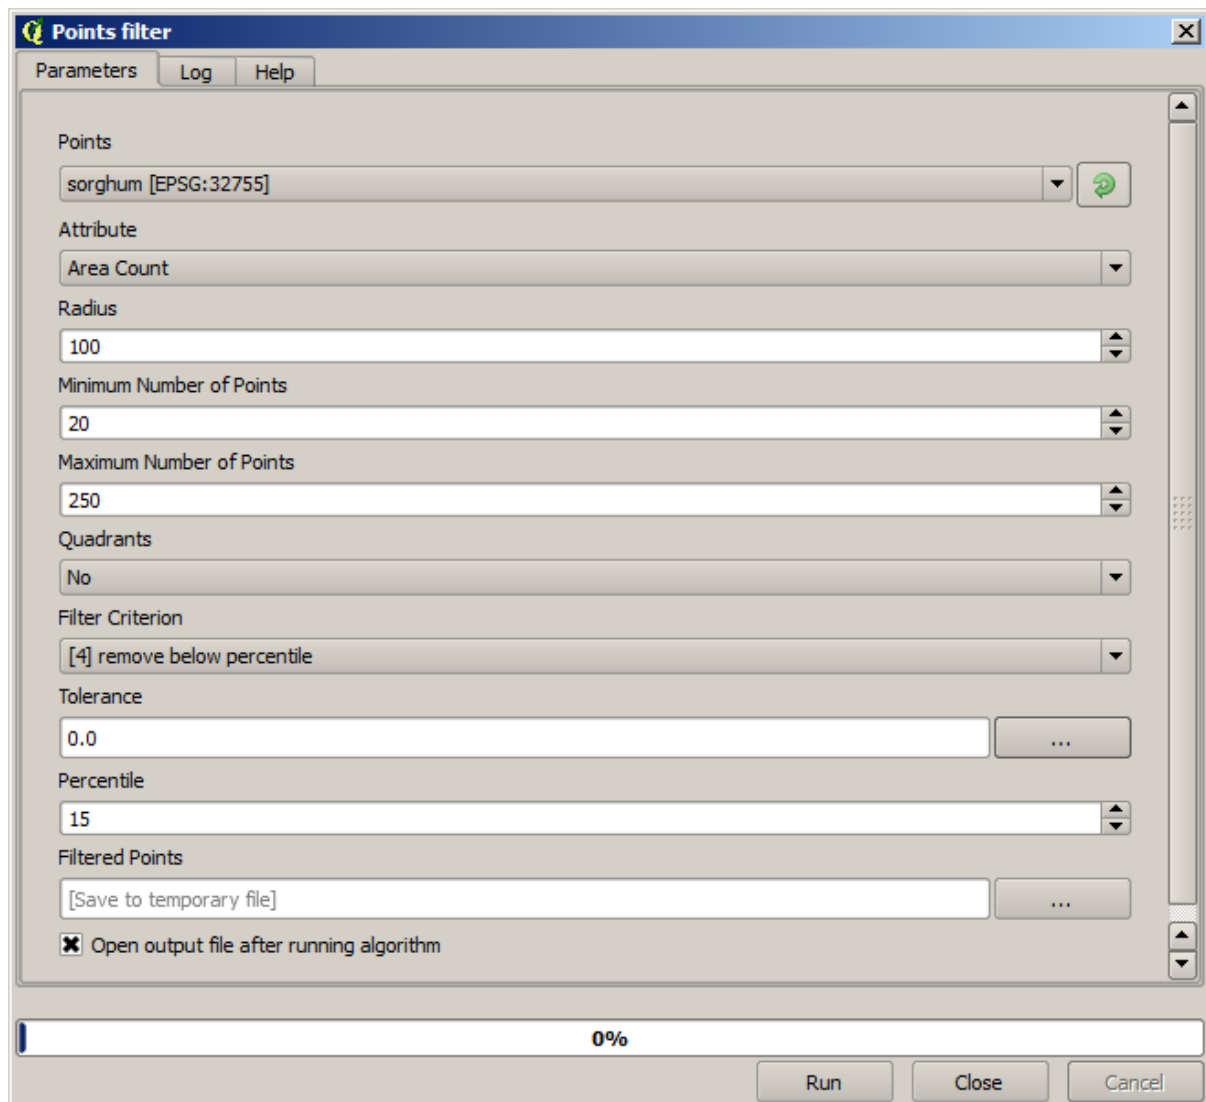 Points filter
Parameters Log Help
Points
sorghum [EPSG:32755]
Attribute
Area Count
Radius
100
Minimum Number of Points
20
Maximum Number of Points
250
Quadrants
No
Filter Criterion
[4] remove below percentile
Tolerance
0.0 ...
Percentile
15
Filtered Points
[Save to temporary file] ...
Open output file after running algorithm
0%
Run Close Cancel